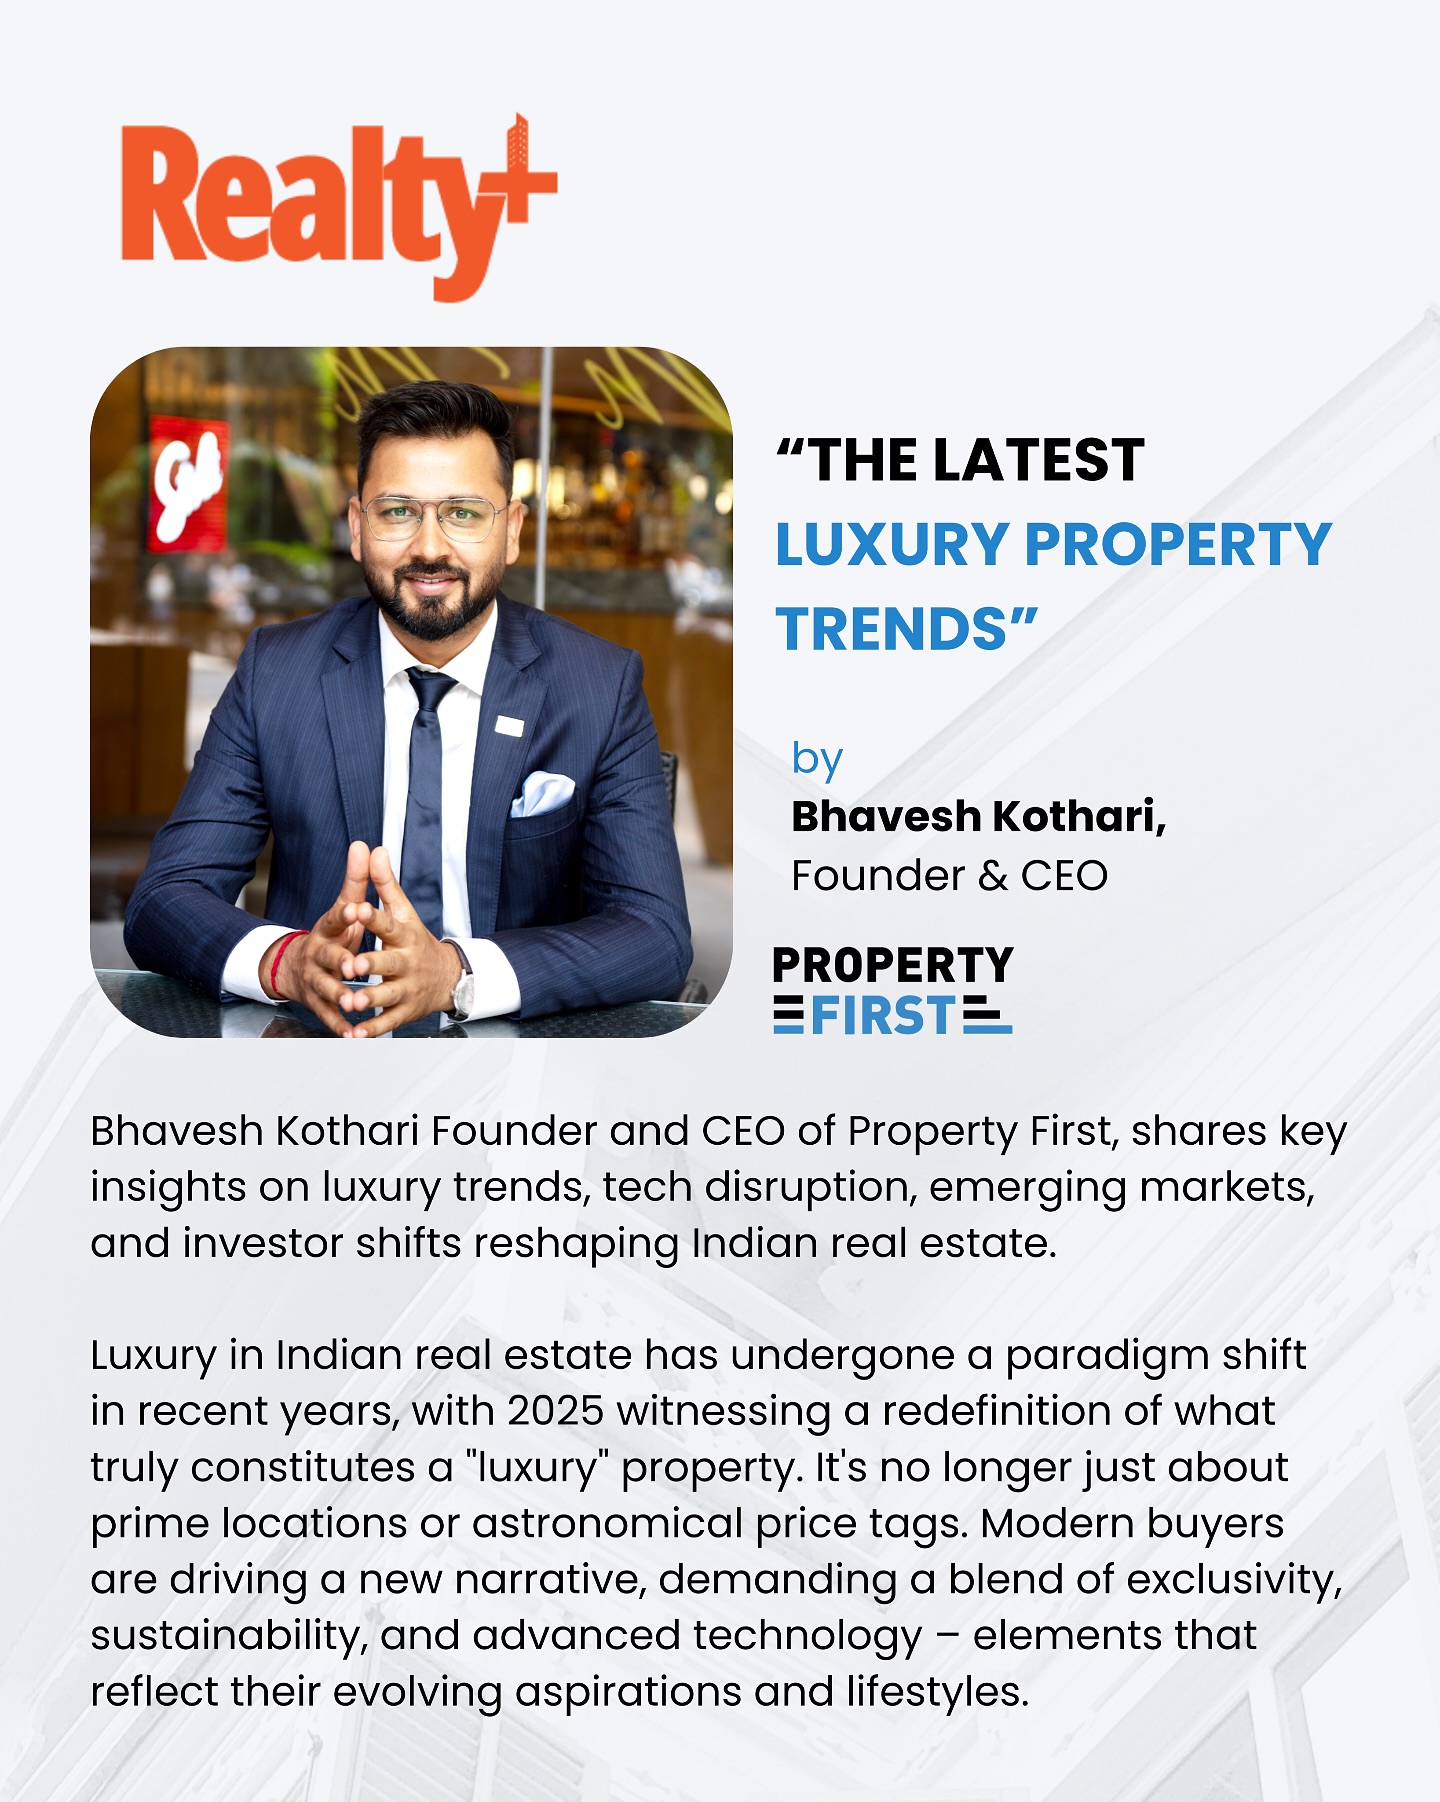 Realty+
“THE LATEST
LUXURY PROPERTY
TRENDS”
by
Bhavesh Kothari,
Founder & CEO
PROPERTY
FIRST
Bhavesh Kothari Founder and CEO of Property First, shares key
insights on luxury trends, tech disruption, emerging markets,
and investor shifts reshaping Indian real estate.
Luxury in Indian real estate has undergone a paradigm shift
in recent years, with 2025 witnessing a redefinition of what
truly constitutes a "luxury" property. It's no longer just about
prime locations or astronomical price tags. Modern buyers
are driving a new narrative, demanding a blend of exclusivity,
sustainability, and advanced technology – elements that
reflect their evolving aspirations and lifestyles.